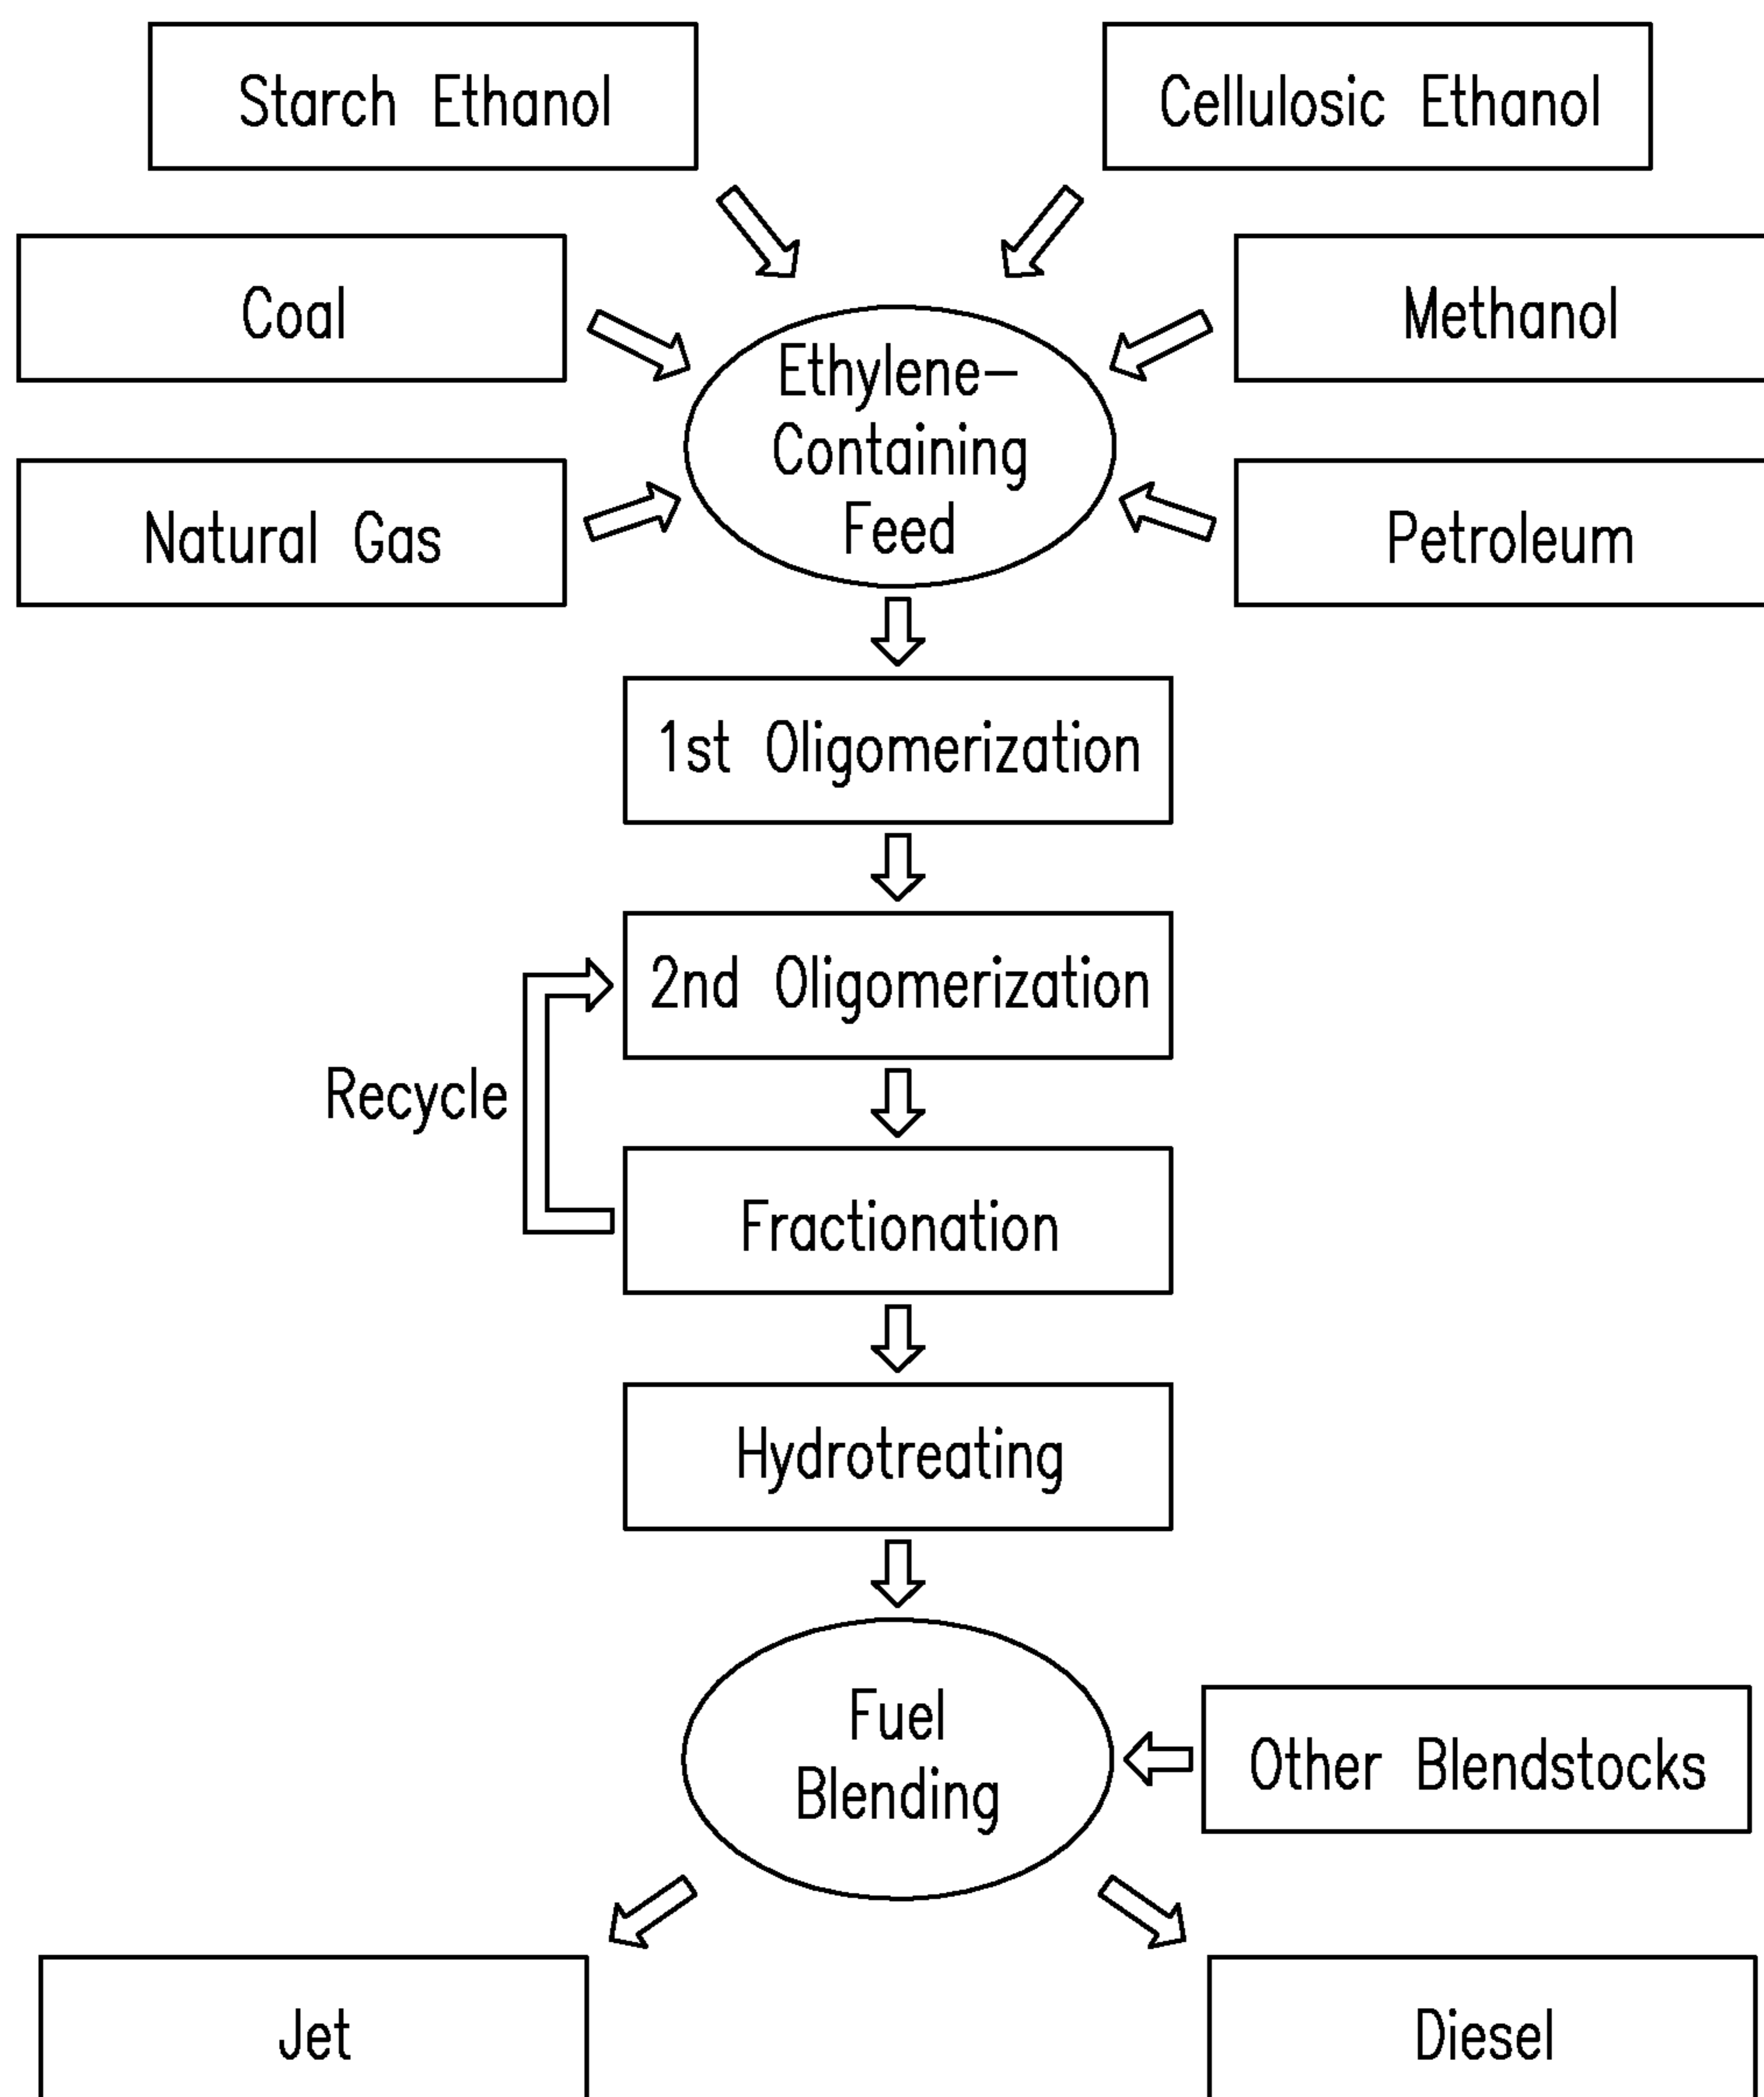 Starch Ethanol
Cellulosic Ethanol
Coal
Methanol
Ethylene-
Containing
Feed
Natural Gas
Petroleum
1st Oligomerization
2nd Oligomerization
Recycle
Fractionation
Hydrotreating
Fuel
Blending
Other Blendstocks
Jet
Diesel